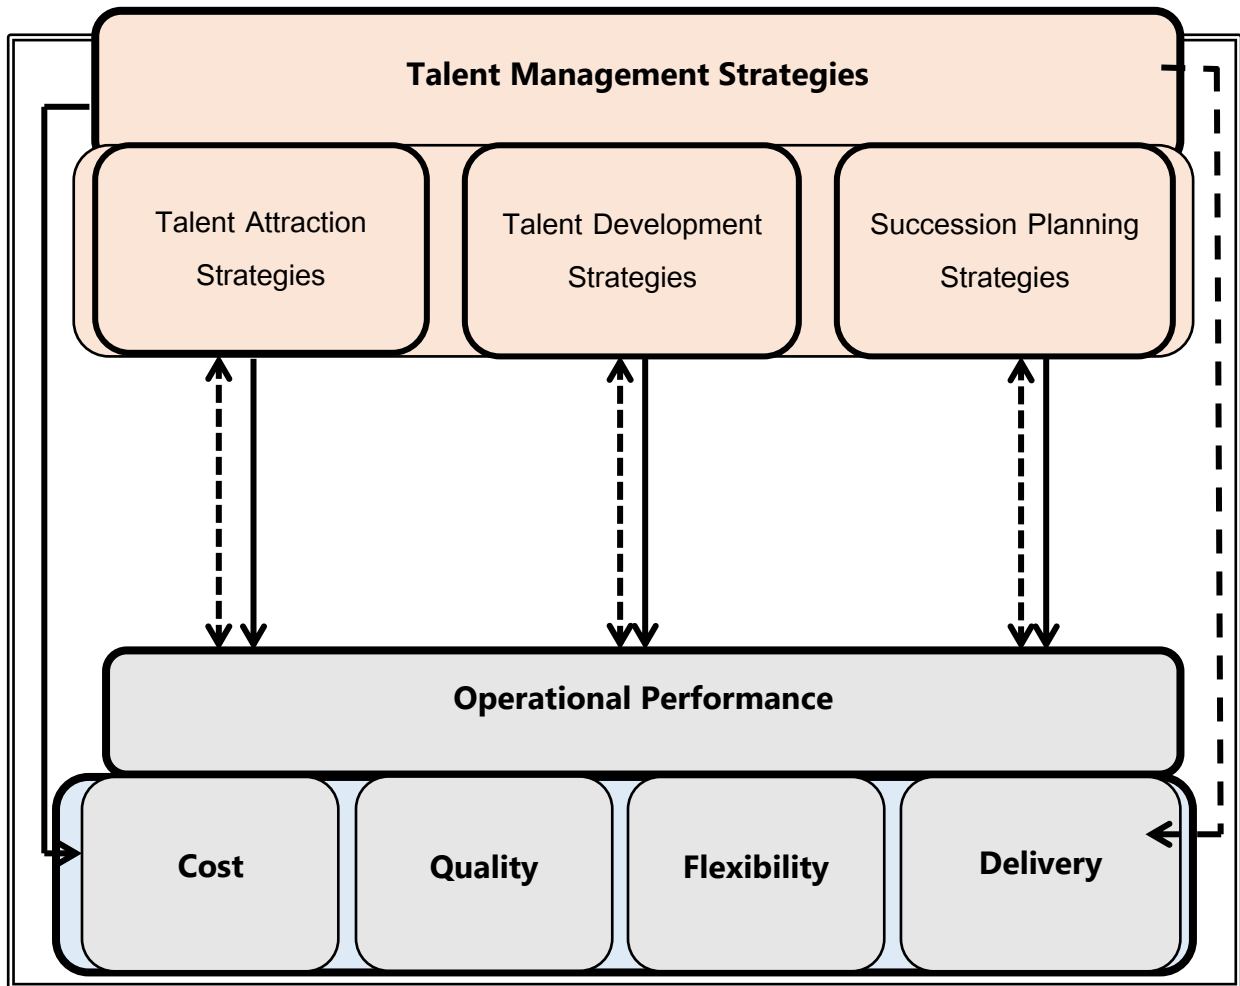 Talent Management Strategies
Talent Attraction
Strategies
Talent Development
Strategies
Succession Planning
Strategies
Operational Performance
Cost
Quality
Flexibility
Delivery